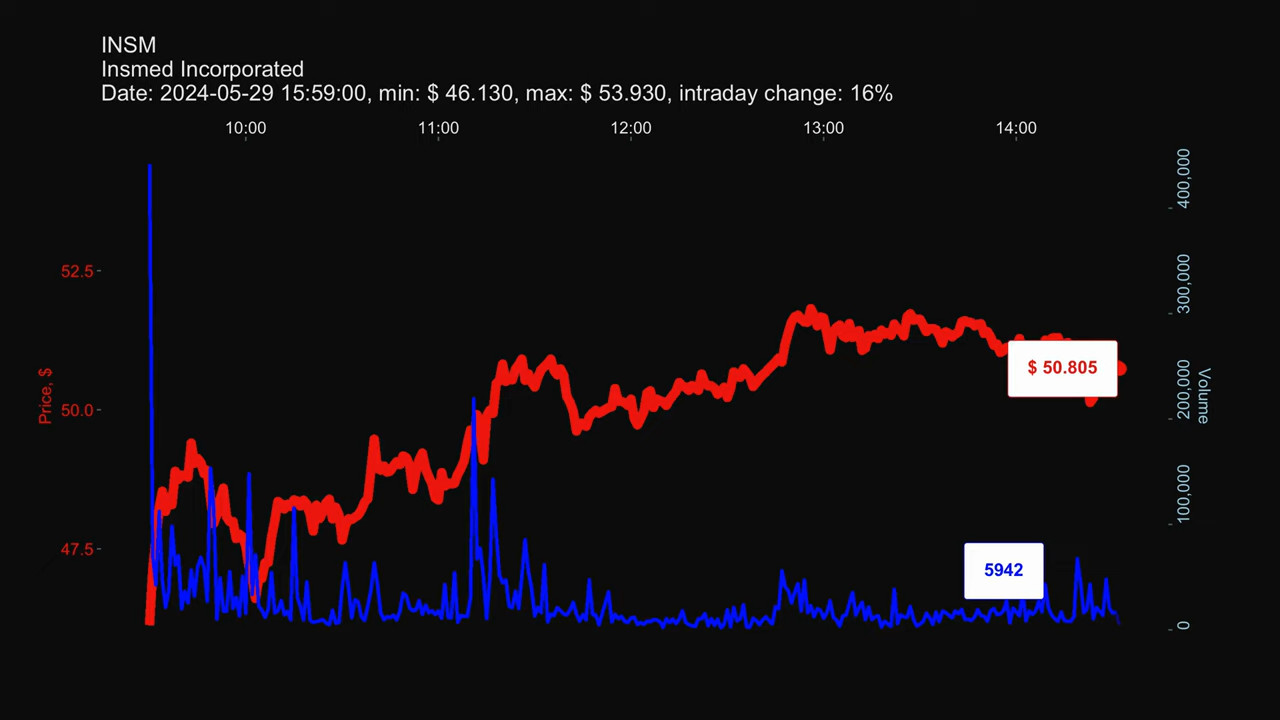 INSM
Insmed Incorporated
Date: 2024-05-29 15:59:00, min: $ 46.130, max: $ 53.930, intraday change: 16%
10:00 11:00 12:00 13:00 14:00
400,000
300,000
200,000
100,000
0
Volume
52.5
50.0
47.5
Price, $
$ 50.805
5942